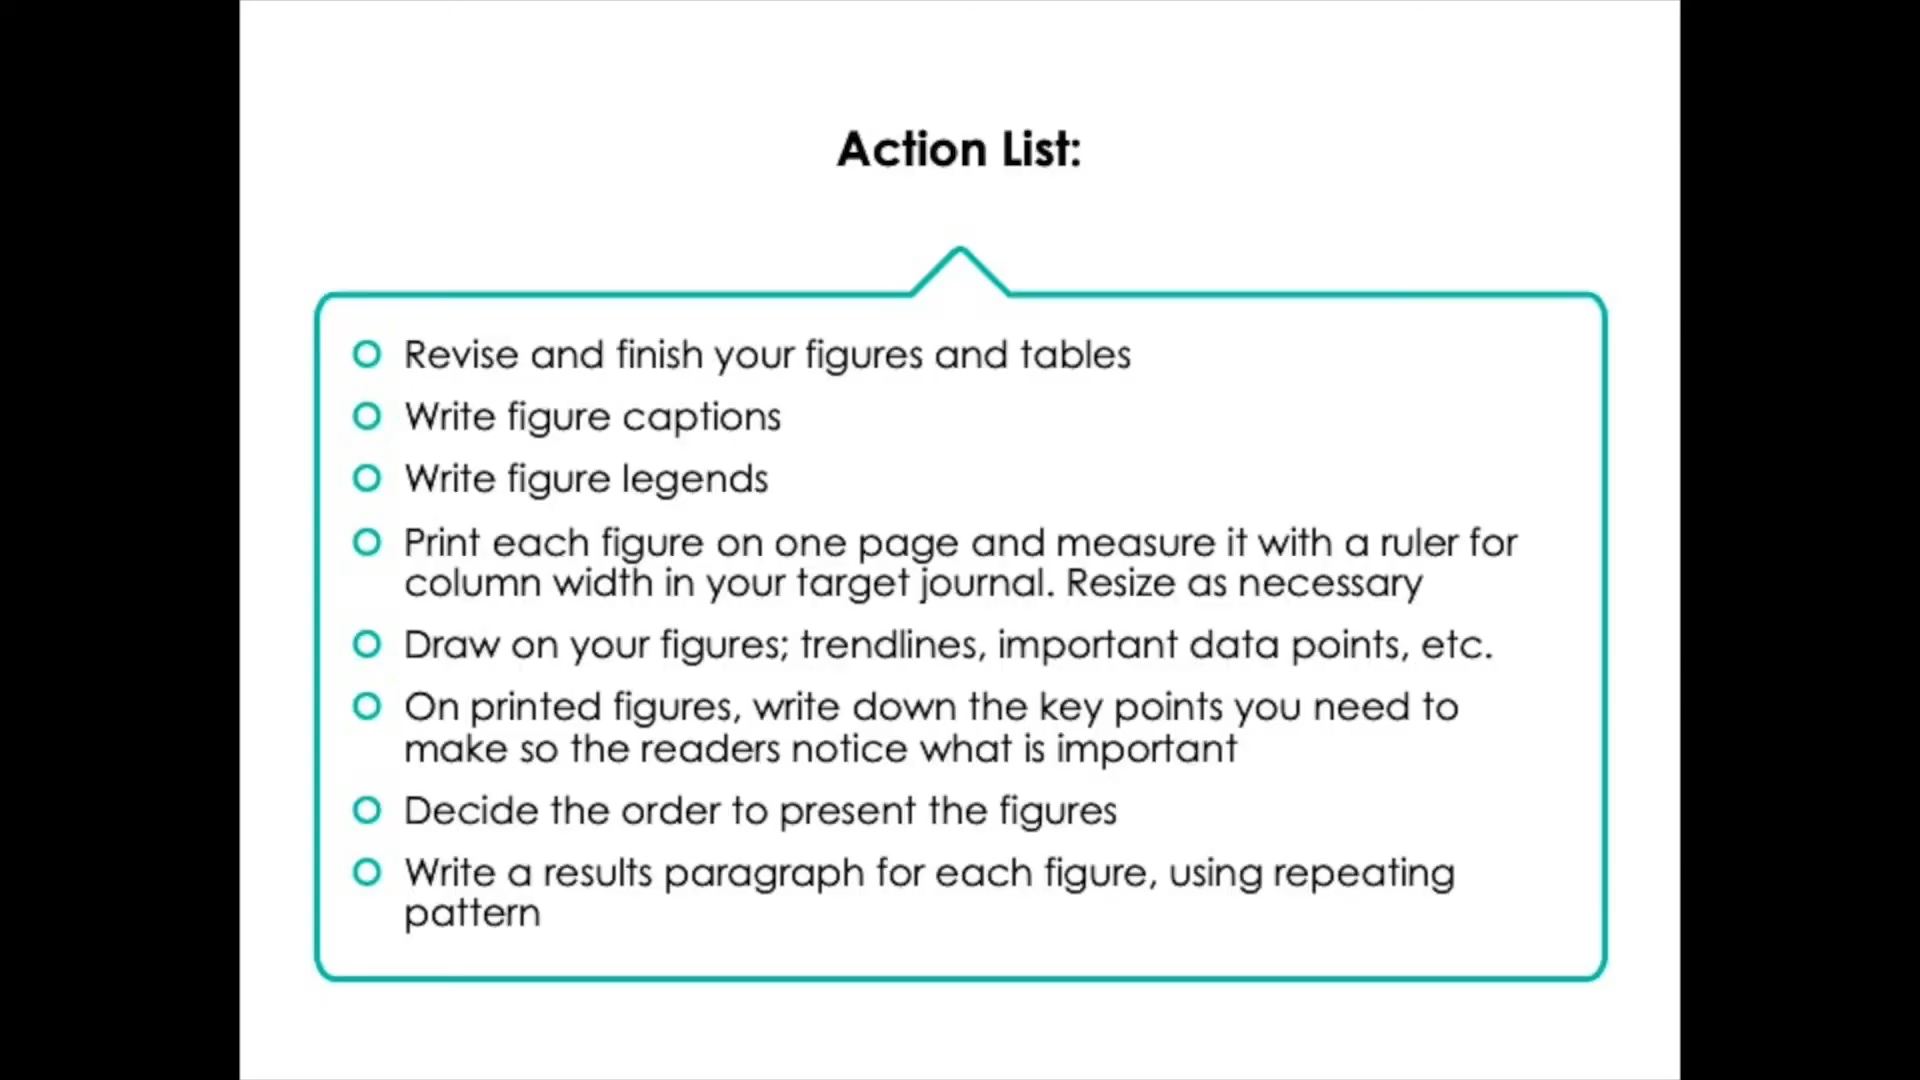 Action List:
Revise and finish your figures and tables
Write figure captions
Write figure legends
Print each figure on one page and measure it with a ruler for
column width in your target journal. Resize as necessary
Draw on your figures; trendlines, important data points, etc.
On printed figures, write down the key points you need to
make so the readers notice what is important
Decide the order to present the figures
Write a results paragraph for each figure, using repeating
pattern